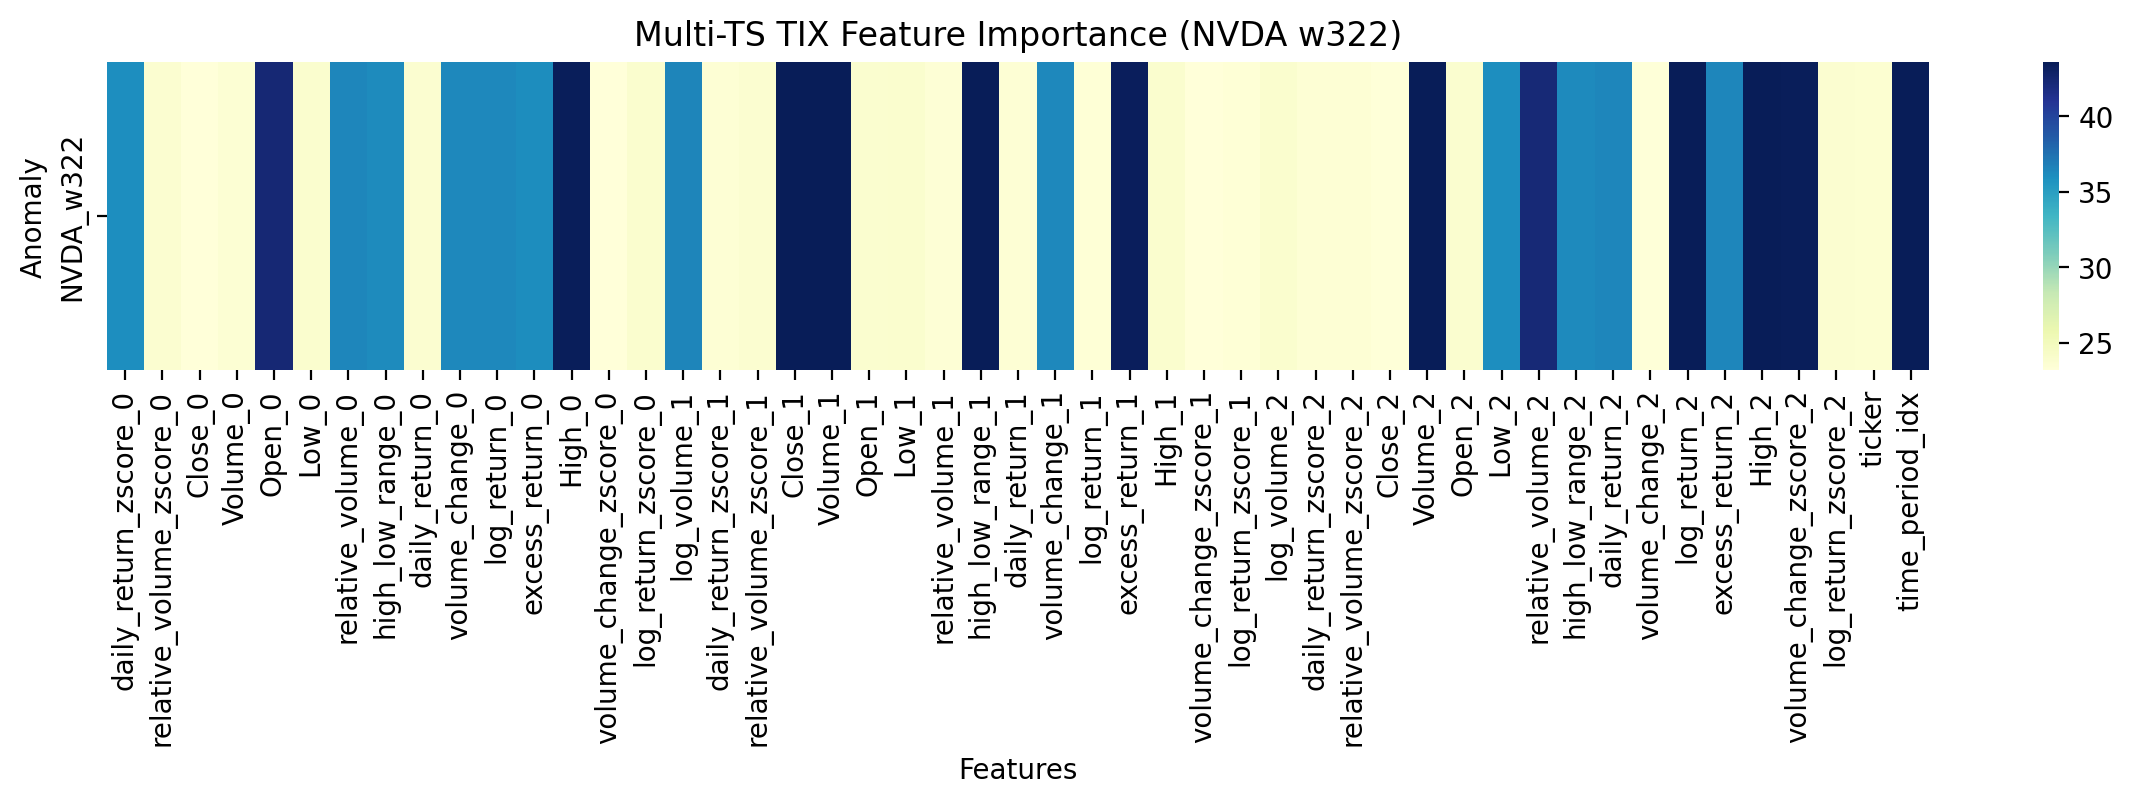 Multi-TS TIX Feature Importance (NVDA w322)
Anomaly
NVDA_w322
40
35
30
25
daily_return_zscore_0
relative_volume_zscore_0
Close_0
Volume_0
Open_0
Low_0
relative_volume_0
high_low_range_0
daily_return_0
volume_change_0
log_return_0
excess_return_0
High_0
volume_change_zscore_0
log_return_zscore_0
log_volume_1
daily_return_zscore_1
relative_volume_zscore_1
Close_1
Volume_1
Open_1
Low_1
relative_volume_1
high_low_range_1
daily_return_1
volume_change_1
log_return_1
excess_return_1
High_1
volume_change_zscore_1
log_return_zscore_1
log_volume_2
daily_return_zscore_2
relative_volume_zscore_2
Close_2
Volume_2
Open_2
Low_2
relative_volume_2
high_low_range_2
daily_return_2
volume_change_2
log_return_2
excess_return_2
High_2
volume_change_zscore_2
log_return_zscore_2
ticker
time_period_idx
Features